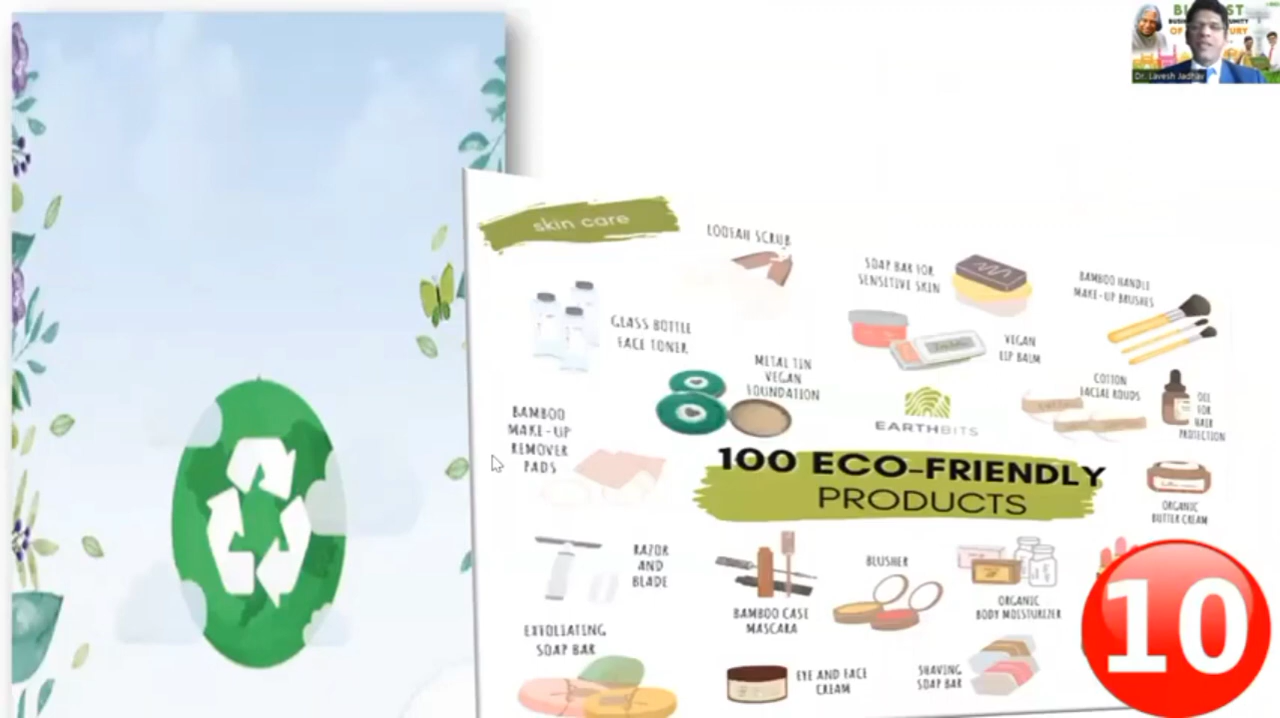 skin care
LOOFAH SCRUB
SOAP BAR FOR
SENSITIVE SKIN
BAMBOO HANDLE
MAKE-UP BRUSHES
GLASS BOTTLE
FACE TONER
VEGAN
LIP BALM
METAL TIN
VEGAN
FOUNDATION
COTTON
FACIAL ROUDS
OIL
FOR
HAIR
PROTECTION
BAMBOO
MAKE-UP
REMOVER
PADS
EARTHBITS
100 ECO-FRIENDLY
PRODUCTS
ORGANIC
BUTTER CREAM
RAZOR
AND
BLADE
BAMBOO CASE
MASCARA
BLUSHER
ORGANIC
BODY MOISTURIZER
EXFOLIATING
SOAP BAR
EYE AND FACE
CREAM
SHAVING
SOAP BAR
10
Dr. Lavesh Jadhav